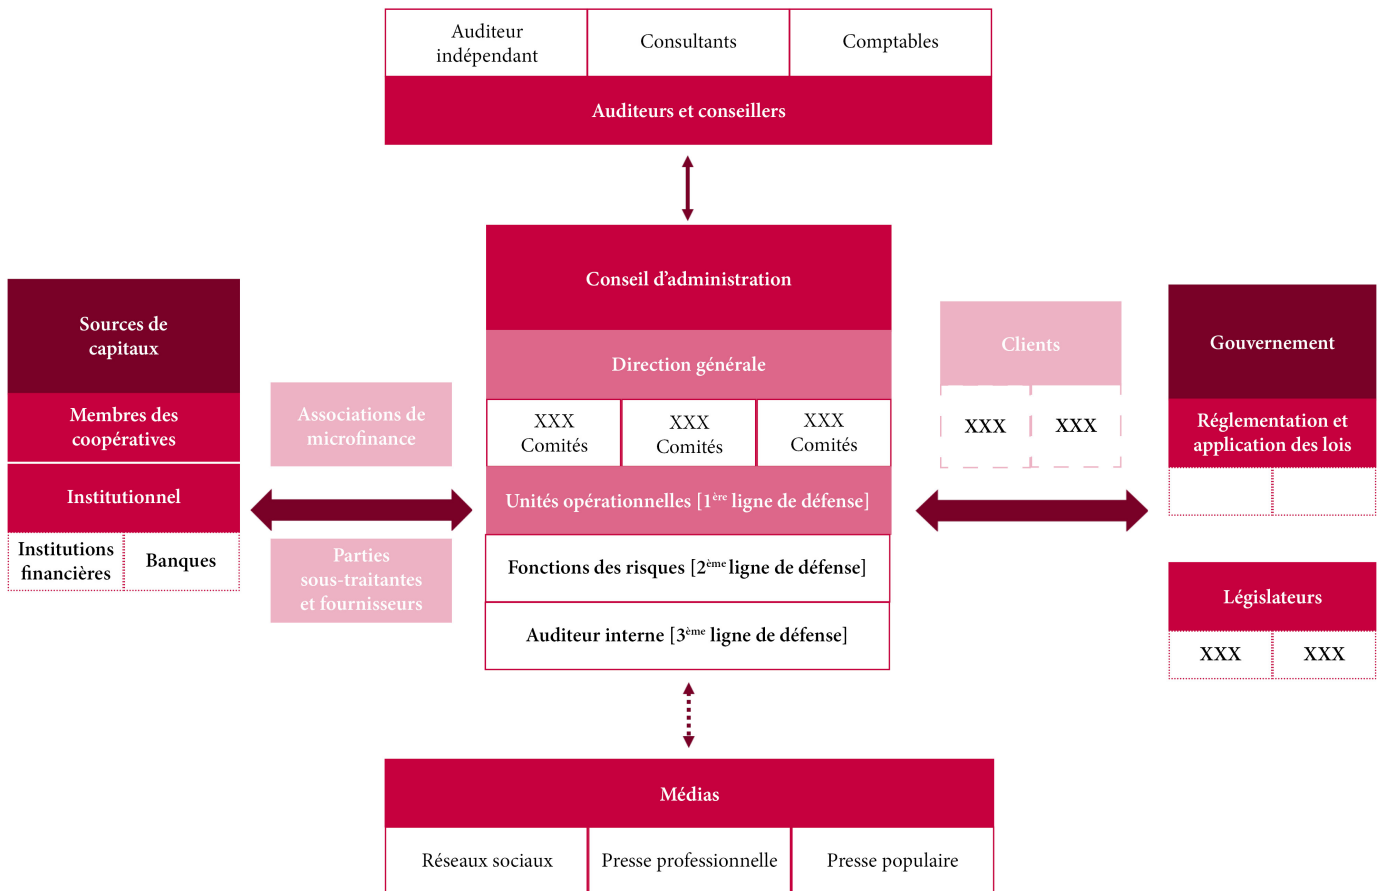 Auditeur
indépendant
Consultants
Comptables
Auditeurs et conseillers
Conseil d'administration
Direction générale
XXX
Comités
XXX
Comités
XXX
Comités
Unités opérationnelles [1ère ligne de défense]
Fonctions des risques [2ème ligne de défense]
Auditeur interne [3ème ligne de défense]
Sources de
capitaux
Membres des
coopératives
Institutionnel
Institutions
financières
Banques
Associations de
microfinance
Parties
sous-traitantes
et fournisseurs
Clients
XXX
XXX
Gouvernement
Réglementation et
application des lois
Législateurs
XXX
XXX
Médias
Réseaux sociaux
Presse professionnelle
Presse populaire